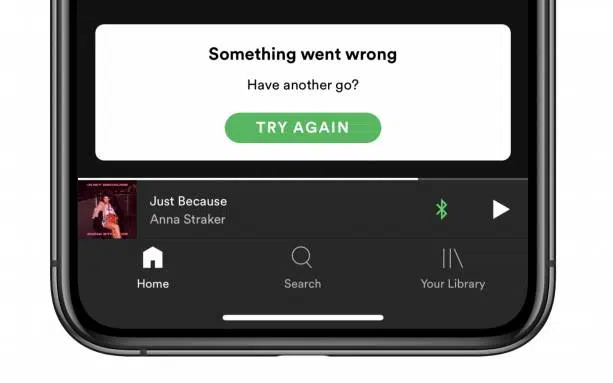 Something went wrong
Have another go?
TRY AGAIN
Just Because
Anna Straker
Home
Search
Your Library